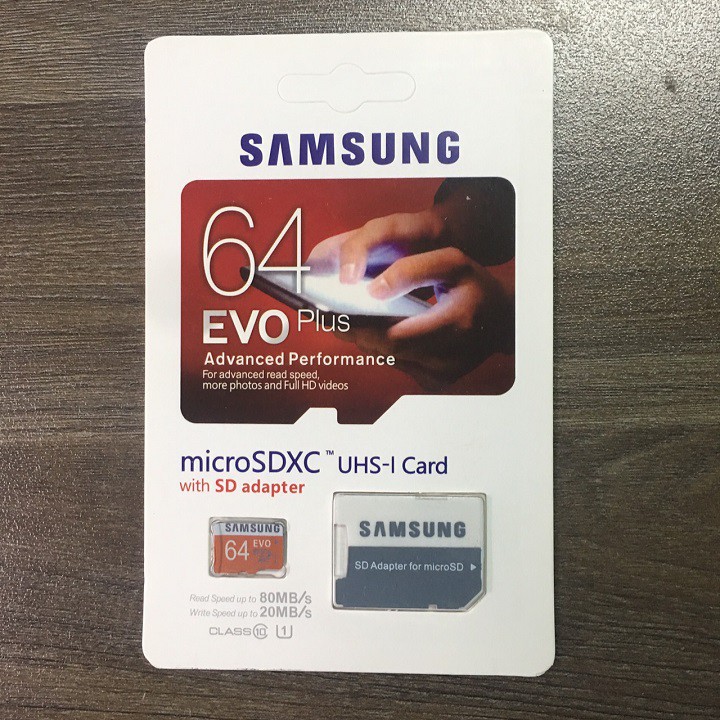 SAMSUNG
64
EVO Plus
Advanced Performance
For advanced read speed,
more photos and Full HD videos
microSDXC™ UHS-I Card
with SD adapter
SAMSUNG
64 EVO
SAMSUNG
SD Adapter for microSD ▶
Read Speed up to 80MB/s
Write Speed up to 20MB/s
CLASS 10 U1